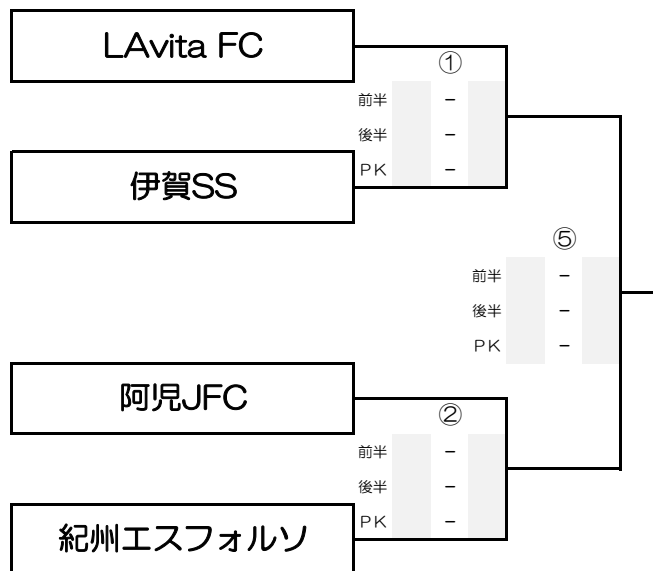 LAvita FC
①
前半 -
後半 -
PK -
伊賀SS
⑤
前半 -
後半 -
PK -
阿児JFC
②
前半 -
後半 -
PK -
紀州エスフォルソ